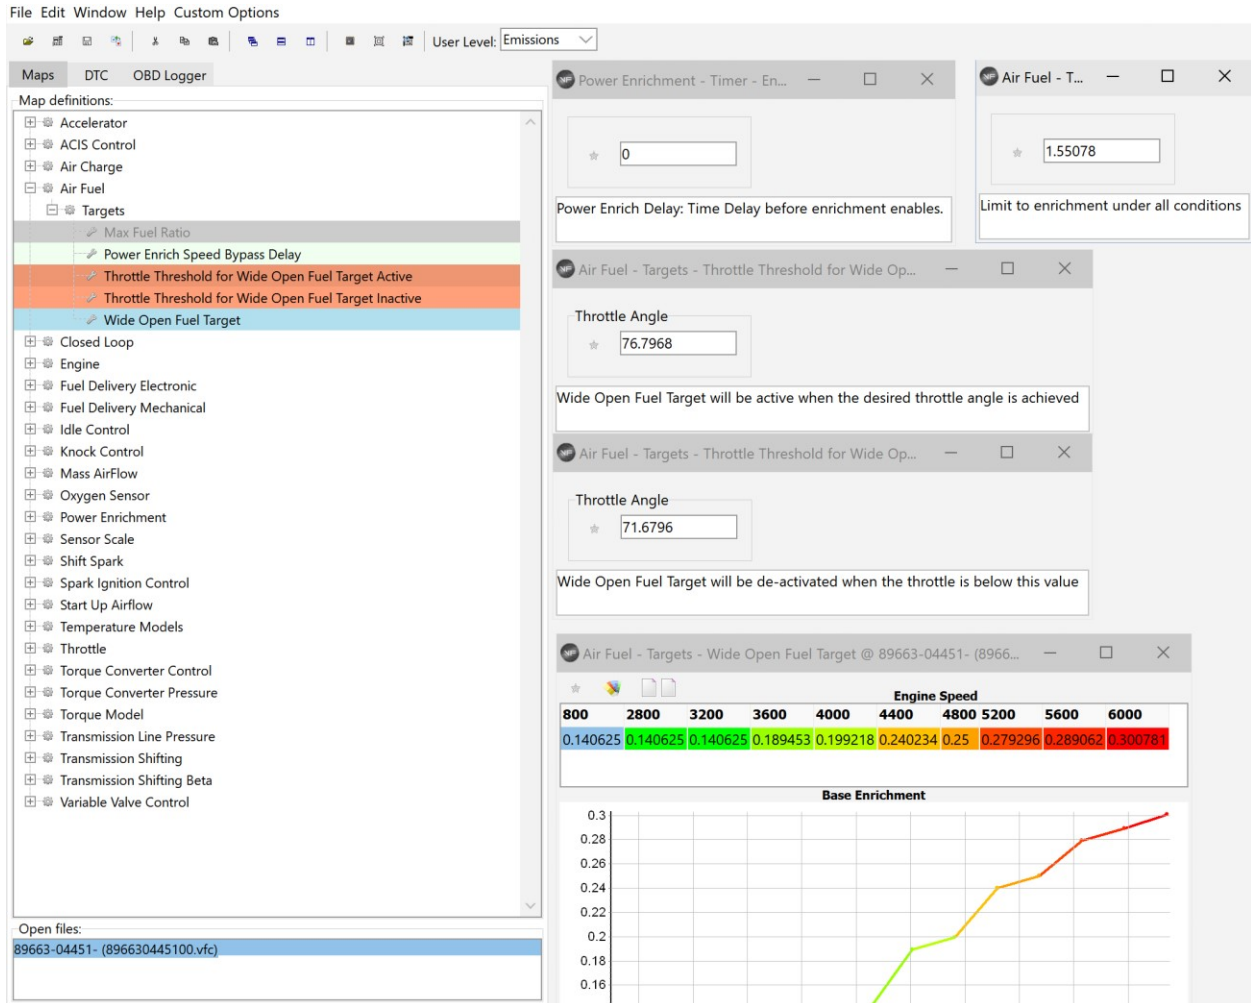 File Edit Window Help Custom Options
User Level: Emissions
Maps DTC OBD Logger
Map definitions:
Accelerator
ACIS Control
Air Charge
Air Fuel
Targets
Max Fuel Ratio
Power Enrich Speed Bypass Delay
Throttle Threshold for Wide Open Fuel Target Active
Throttle Threshold for Wide Open Fuel Target Inactive
Wide Open Fuel Target
Closed Loop
Engine
Fuel Delivery Electronic
Fuel Delivery Mechanical
Idle Control
Knock Control
Mass AirFlow
Oxygen Sensor
Power Enrichment
Sensor Scale
Shift Spark
Spark Ignition Control
Start Up Airflow
Temperature Models
Throttle
Torque Converter Control
Torque Converter Pressure
Torque Model
Transmission Line Pressure
Transmission Shifting
Transmission Shifting Beta
Variable Valve Control
Open files:
89663-04451- (896630445100.vfc)
Power Enrichment - Timer - En...
0
Power Enrich Delay: Time Delay before enrichment enables.
Air Fuel - T...
1.55078
Limit to enrichment under all conditions
Air Fuel - Targets - Throttle Threshold for Wide Op...
Throttle Angle
76.7968
Wide Open Fuel Target will be active when the desired throttle angle is achieved
Air Fuel - Targets - Throttle Threshold for Wide Op...
Throttle Angle
71.6796
Wide Open Fuel Target will be de-activated when the throttle is below this value
Air Fuel - Targets - Wide Open Fuel Target @ 89663-04451- (8966...
Engine Speed
800 2800 3200 3600 4000 4400 4800 5200 5600 6000
0.140625 0.140625 0.140625 0.189453 0.199218 0.240234 0.25 0.279296 0.289062 0.300781
Base Enrichment
0.3
0.28
0.26
0.24
0.22
0.2
0.18
0.16